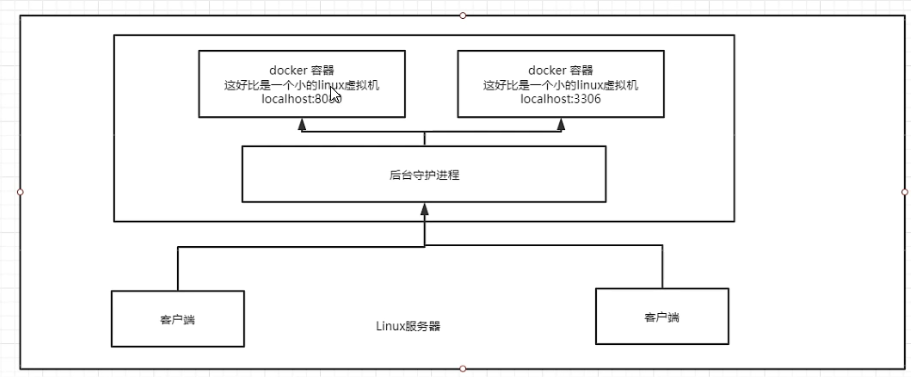 docker 容器
这好比是一个小的linux虚拟机
docker 容器
这好比是一个小的linux虚拟机
localhost:3306
后台守护进程
客户端
Linux服务器
客户端